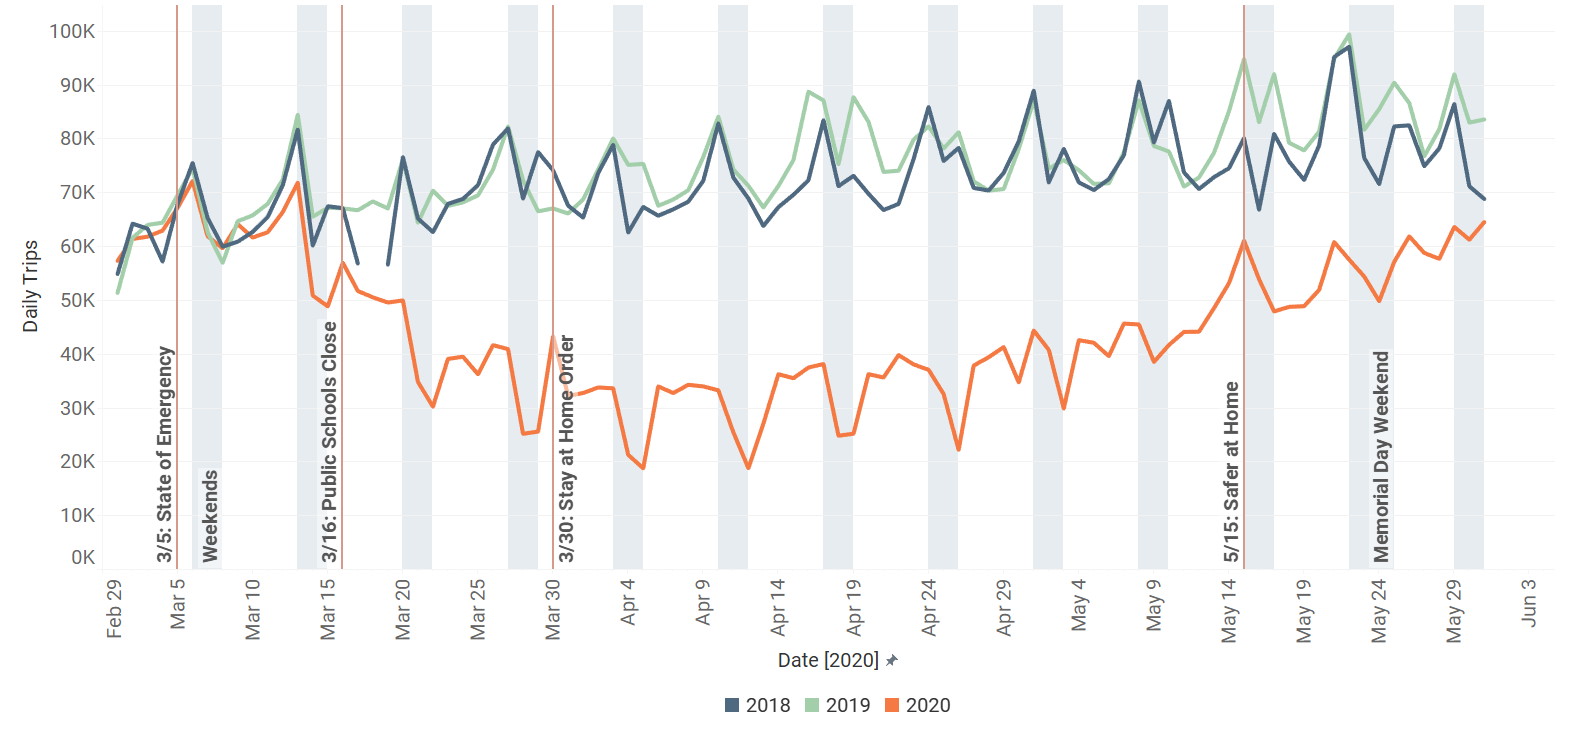 100K
90K
80K
70K
60K
50K
40K
30K
20K
10K
0K
Daily Trips
3/5: State of Emergency
Weekends
3/16: Public Schools Close
3/30: Stay at Home Order
5/15: Safer at Home
Memorial Day Weekend
Feb 29
Mar 5
Mar 10
Mar 15
Mar 20
Mar 25
Mar 30
Apr 4
Apr 9
Apr 14
Apr 19
Apr 24
Apr 29
May 4
May 9
May 14
May 19
May 24
May 29
Jun 3
Date [2020]
2018 2019 2020